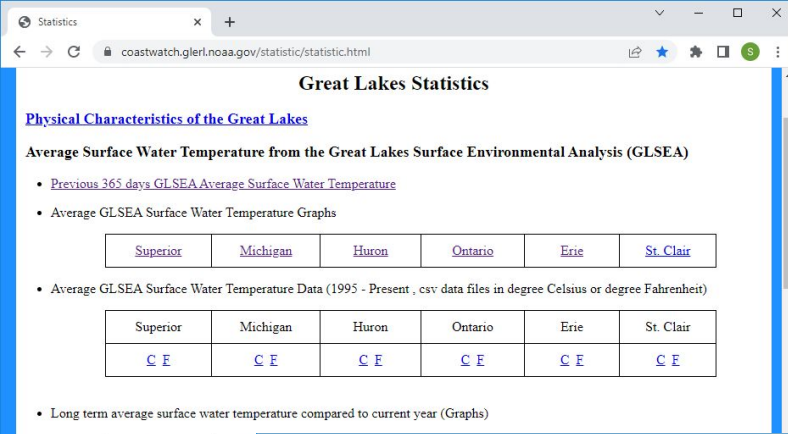 Statistics
coastwatch.glerl.noaa.gov/statistic/statistic.html
S
Great Lakes Statistics
Physical Characteristics of the Great Lakes
Average Surface Water Temperature from the Great Lakes Surface Environmental Analysis (GLSEA)
• Previous 365 days GLSEA Average Surface Water Temperature
• Average GLSEA Surface Water Temperature Graphs
Superior Michigan Huron Ontario Erie St. Clair
• Average GLSEA Surface Water Temperature Data (1995 - Present , csv data files in degree Celsius or degree Fahrenheit)
Superior Michigan Huron Ontario Erie St. Clair
C F C F C F C F C F C F
• Long term average surface water temperature compared to current year (Graphs)